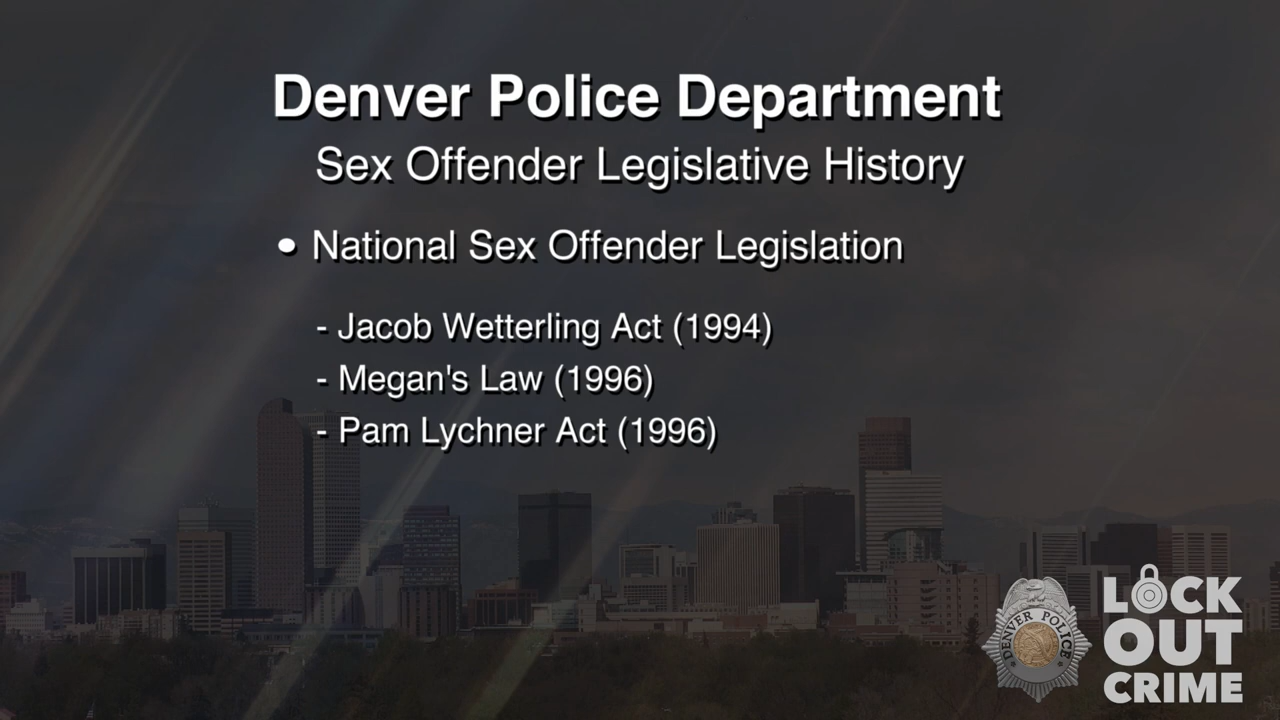 Denver Police Department
Sex Offender Legislative History
• National Sex Offender Legislation
- Jacob Wetterling Act (1994)
- Megan's Law (1996)
- Pam Lychner Act (1996)
DENVER POLICE
LOCK
OUT
CRIME